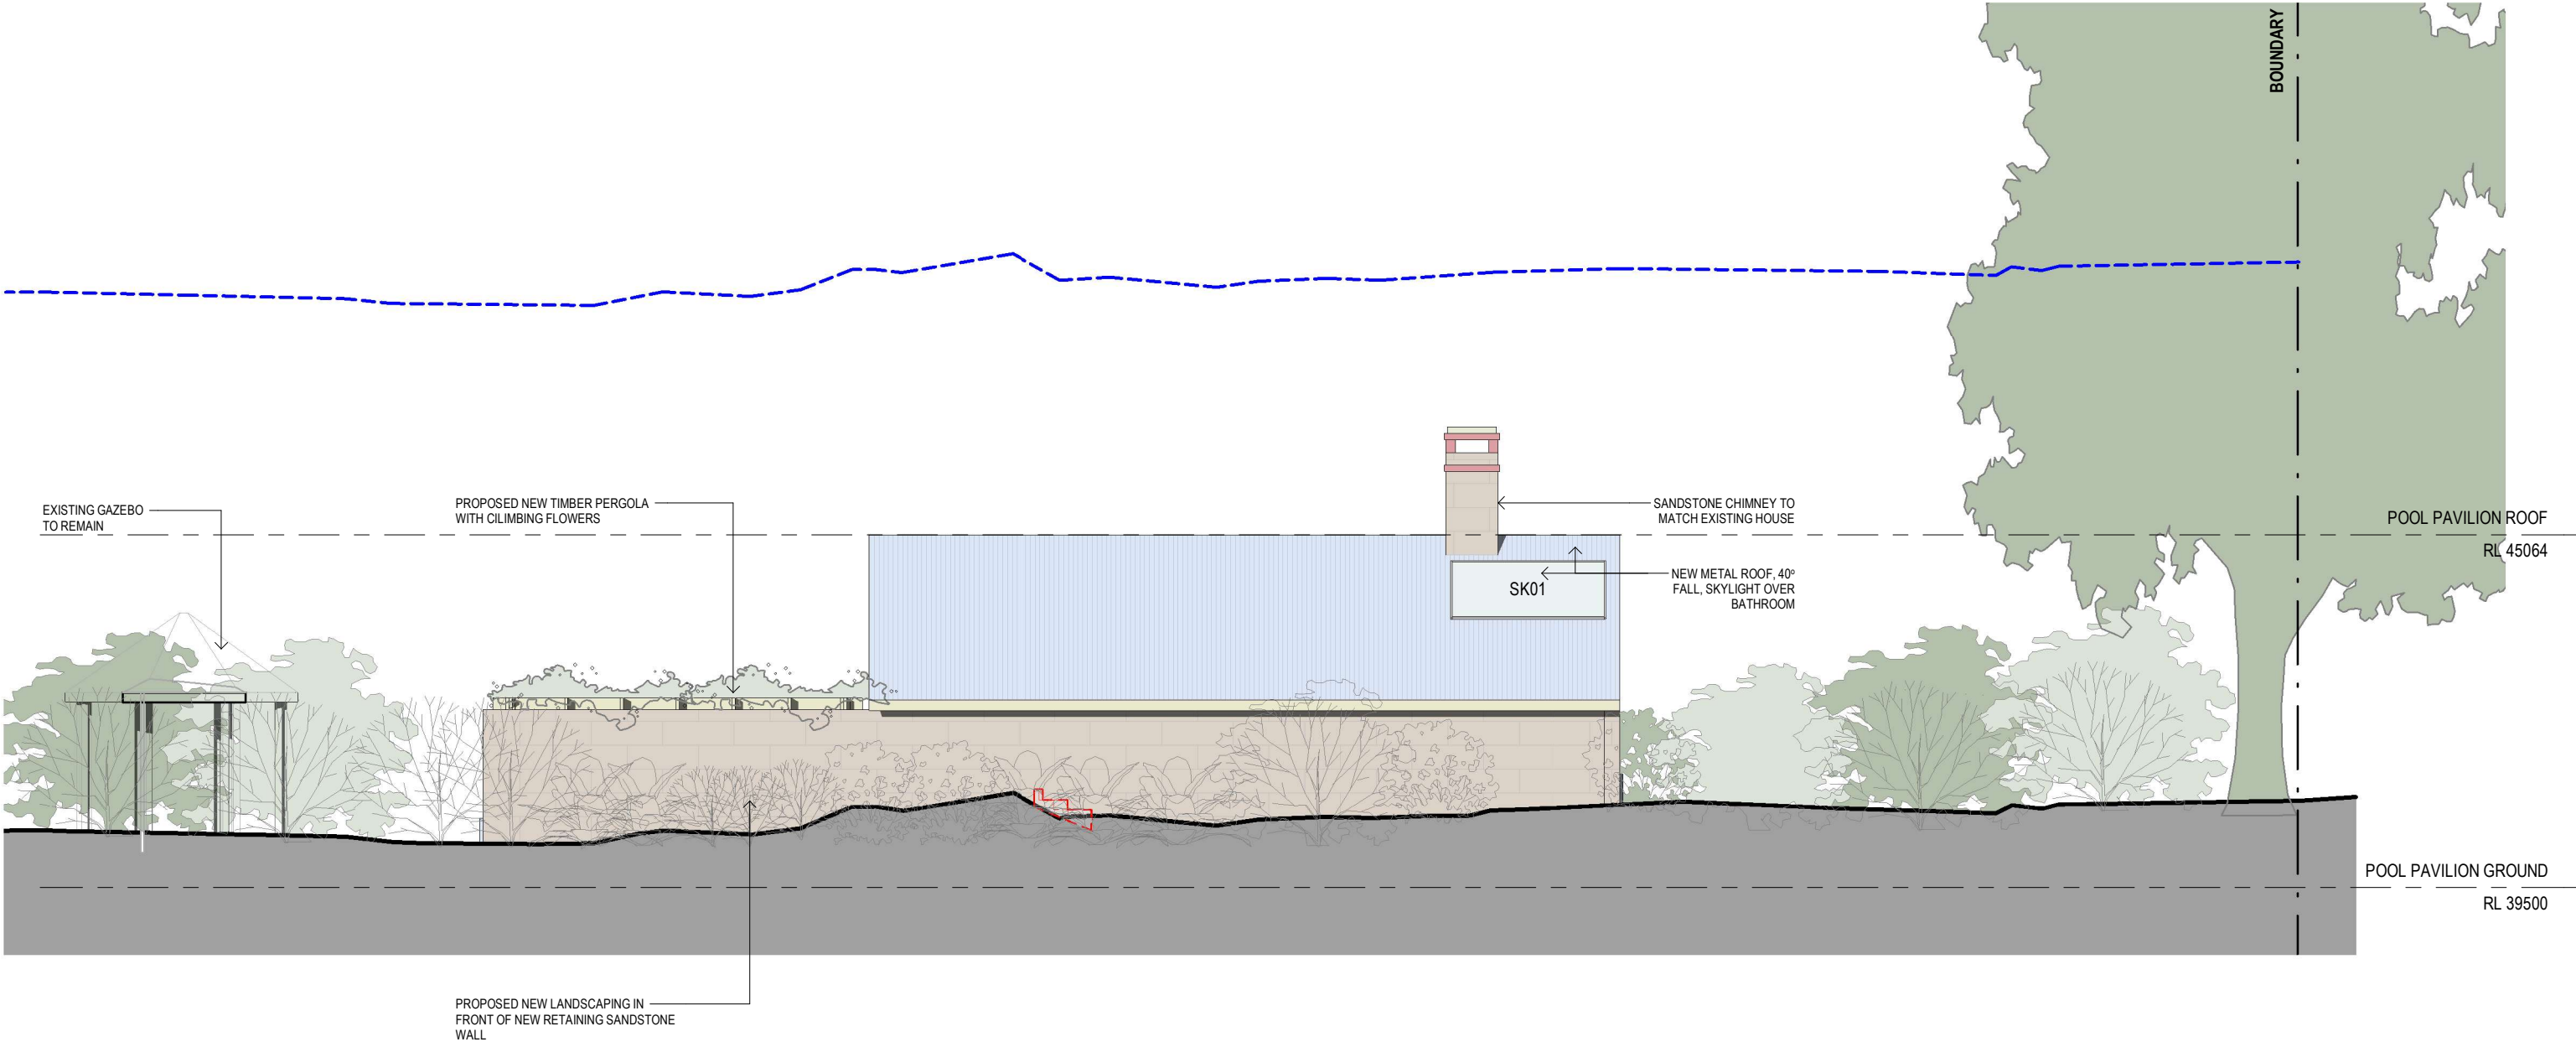 BOUNDARY
EXISTING GAZEBO
TO REMAIN
PROPOSED NEW TIMBER PERGOLA
WITH CILIMBING FLOWERS
SANDSTONE CHIMNEY TO
MATCH EXISTING HOUSE
POOL PAVILION ROOF
RL 45064
NEW METAL ROOF, 40º
FALL, SKYLIGHT OVER
BATHROOM
SK01
POOL PAVILION GROUND
RL 39500
PROPOSED NEW LANDSCAPING IN
FRONT OF NEW RETAINING SANDSTONE
WALL